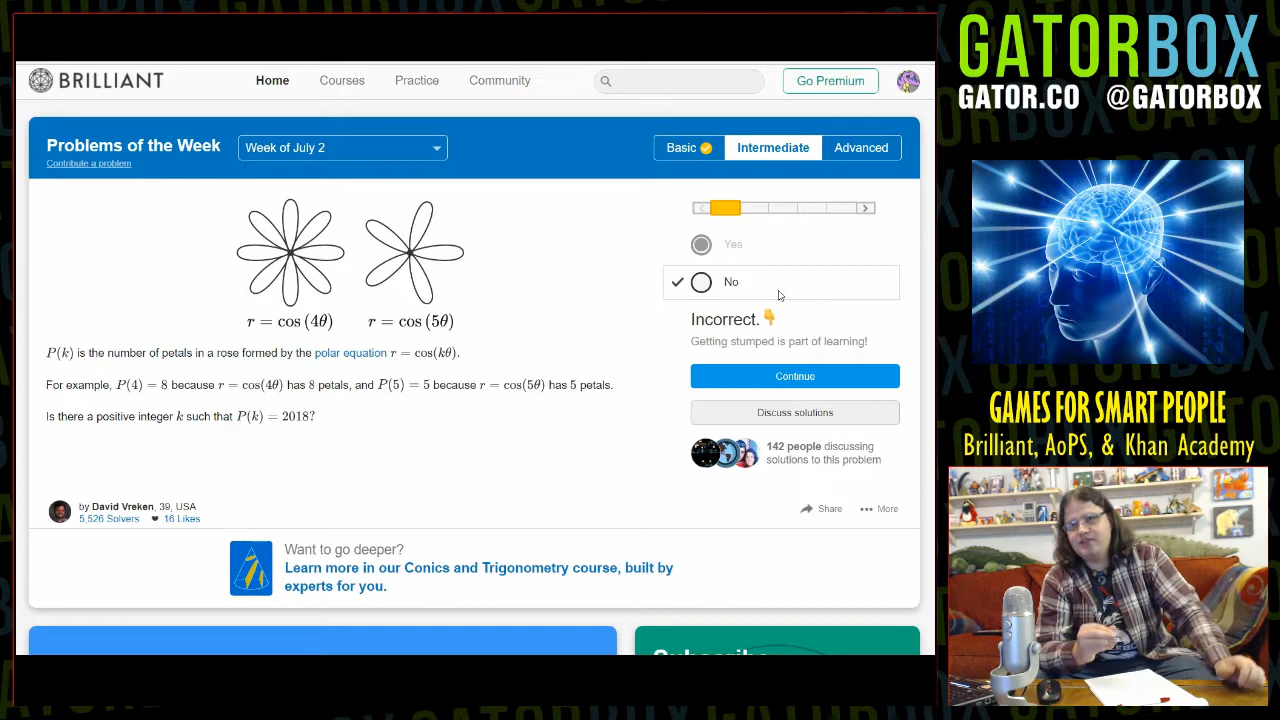 BRILLIANT
Home
Courses
Practice
Community
Go Premium
Problems of the Week
Contribute a problem
Week of July 2
Basic
Intermediate
Advanced
r = cos (4θ)
r = cos (5θ)
P(k) is the number of petals in a rose formed by the polar equation r = cos(kθ).
For example, P(4) = 8 because r = cos(4θ) has 8 petals, and P(5) = 5 because r = cos(5θ) has 5 petals.
Is there a positive integer k such that P(k) = 2018?
by David Vreken, 39, USA
5,526 Solvers
16 Likes
Yes
No
Incorrect.
Getting stumped is part of learning!
Continue
Discuss solutions
142 people discussing
solutions to this problem
Share
More
Want to go deeper?
Learn more in our Conics and Trigonometry course, built by
experts for you.
GATORBOX
GATOR.CO @GATORBOX
GAMES FOR SMART PEOPLE
Brilliant, AoPS, & Khan Academy